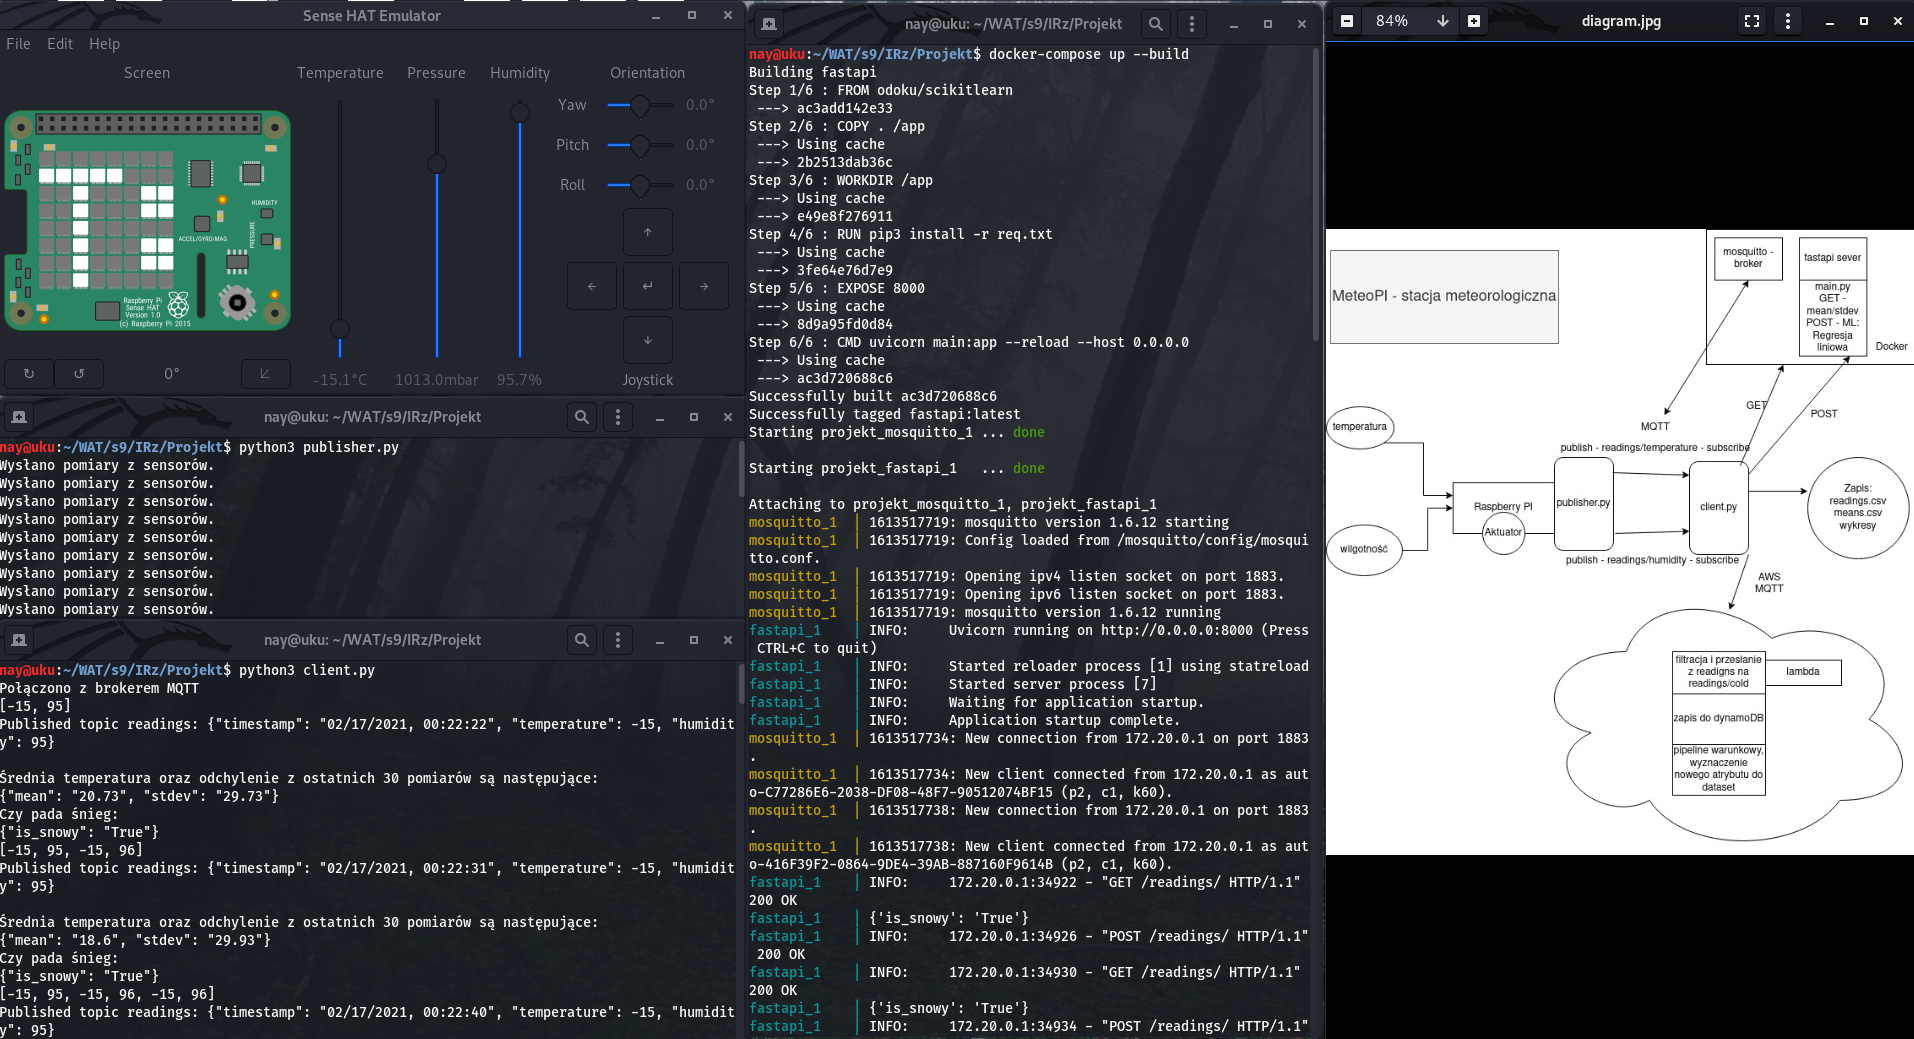 Sense HAT Emulator
File Edit Help
Screen
Temperature
Pressure
Humidity
Orientation
Yaw 0.0°
Pitch 0.0°
Roll 0.0°
HUMIDITY
PRESSURE
ACCEL/GYRO/MAG
Raspberry Pi
Sense HAT
Version 1.0
(c) Raspberry Pi 2015
0°
-15.1°C
1013.0mbar
95.7%
Joystick
nay@uku: ~/WAT/s9/IRz/Projekt
nay@uku:~/WAT/s9/IRz/Projekt$ python3 publisher.py
Wysłano pomiary z sensorów.
Wysłano pomiary z sensorów.
Wysłano pomiary z sensorów.
Wysłano pomiary z sensorów.
Wysłano pomiary z sensorów.
Wysłano pomiary z sensorów.
Wysłano pomiary z sensorów.
Wysłano pomiary z sensorów.
Wysłano pomiary z sensorów.
nay@uku: ~/WAT/s9/IRz/Projekt
nay@uku:~/WAT/s9/IRz/Projekt$ python3 client.py
Połączono z brokerem MQTT
[-15, 95]
Published topic readings: {"timestamp": "02/17/2021, 00:22:22", "temperature": -15, "humidit
y": 95}
Średnia temperatura oraz odchylenie z ostatnich 30 pomiarów są następujące:
{"mean": "20.73", "stdev": "29.73"}
Czy pada śnieg:
{"is_snowy": "True"}
[-15, 95, -15, 96]
Published topic readings: {"timestamp": "02/17/2021, 00:22:31", "temperature": -15, "humidit
y": 95}
Średnia temperatura oraz odchylenie z ostatnich 30 pomiarów są następujące:
{"mean": "18.6", "stdev": "29.93"}
Czy pada śnieg:
{"is_snowy": "True"}
[-15, 95, -15, 96, -15, 96]
Published topic readings: {"timestamp": "02/17/2021, 00:22:40", "temperature": -15, "humidit
y": 95}
nay@uku: ~/WAT/s9/IRz/Projekt
nay@uku:~/WAT/s9/IRz/Projekt$ docker-compose up --build
Building fastapi
Step 1/6 : FROM odoku/scikitlearn
---> ac3add142e33
Step 2/6 : COPY . /app
---> Using cache
---> 2b2513dab36c
Step 3/6 : WORKDIR /app
---> Using cache
---> e49e8f276911
Step 4/6 : RUN pip3 install -r req.txt
---> Using cache
---> 3fe64e76d7e9
Step 5/6 : EXPOSE 8000
---> Using cache
---> 8d9a95fd0d84
Step 6/6 : CMD uvicorn main:app --reload --host 0.0.0.0
---> Using cache
---> ac3d720688c6
Successfully built ac3d720688c6
Successfully tagged fastapi:latest
Starting projekt_mosquitto_1 ... done
Starting projekt_fastapi_1 ... done
Attaching to projekt_mosquitto_1, projekt_fastapi_1
mosquitto_1 | 1613517719: mosquitto version 1.6.12 starting
mosquitto_1 | 1613517719: Config loaded from /mosquitto/config/mosqui
tto.conf.
mosquitto_1 | 1613517719: Opening ipv4 listen socket on port 1883.
mosquitto_1 | 1613517719: Opening ipv6 listen socket on port 1883.
mosquitto_1 | 1613517719: mosquitto version 1.6.12 running
fastapi_1 | INFO: Uvicorn running on http://0.0.0.0:8000 (Press
CTRL+C to quit)
fastapi_1 | INFO: Started reloader process [1] using statreload
fastapi_1 | INFO: Started server process [7]
fastapi_1 | INFO: Waiting for application startup.
fastapi_1 | INFO: Application startup complete.
mosquitto_1 | 1613517734: New connection from 172.20.0.1 on port 1883
.
mosquitto_1 | 1613517734: New client connected from 172.20.0.1 as aut
o-C77286E6-2038-DF08-48F7-90512074BF15 (p2, c1, k60).
mosquitto_1 | 1613517738: New connection from 172.20.0.1 on port 1883
.
mosquitto_1 | 1613517738: New client connected from 172.20.0.1 as aut
o-416F39F2-0864-9DE4-39AB-887160F9614B (p2, c1, k60).
fastapi_1 | INFO: 172.20.0.1:34922 - "GET /readings/ HTTP/1.1"
200 OK
fastapi_1 | {'is_snowy': 'True'}
fastapi_1 | INFO: 172.20.0.1:34926 - "POST /readings/ HTTP/1.1"
200 OK
fastapi_1 | INFO: 172.20.0.1:34930 - "GET /readings/ HTTP/1.1"
200 OK
fastapi_1 | {'is_snowy': 'True'}
fastapi_1 | INFO: 172.20.0.1:34934 - "POST /readings/ HTTP/1.1"
84%
diagram.jpg
MeteoPI - stacja meteorologiczna
mosquitto -
broker
fastapi sever
main.py
GET -
mean/stdev
POST - ML:
Regresja
liniowa
Docker
GET
POST
MQTT
temperatura
wilgotność
Raspberry PI
Aktuator
publish - readings/temperature - subscribe
publisher.py
client.py
publish - readings/humidity - subscribe
Zapis:
readings.csv
means.csv
wykresy
AWS
MQTT
filtracja i przesłanie
z readigns na
readings/cold
lambda
zapis do dynamoDB
pipeline warunkowy,
wyznaczenie
nowego atrybutu do
dataset